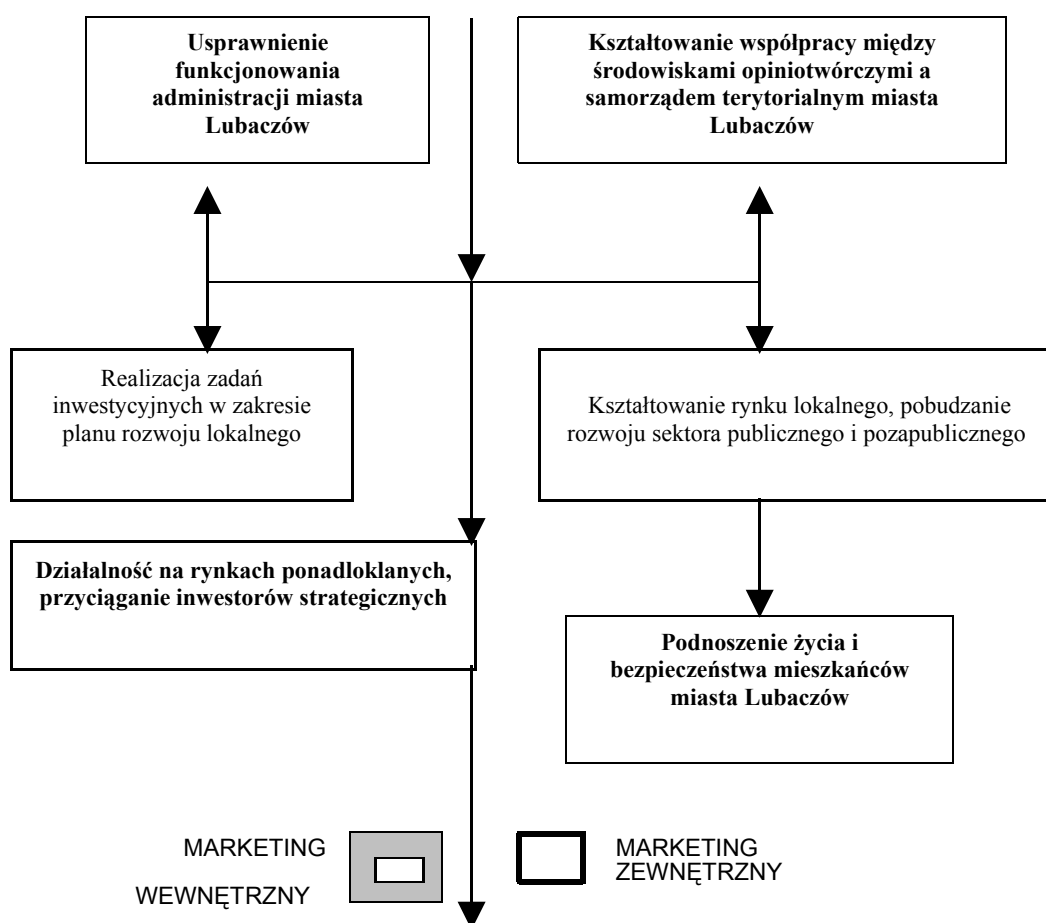 Usprawnienie
funkcjonowania
administracji miasta
Lubaczów
Kształtowanie współpracy między
środowiskami opiniotwórczymi a
samorządem terytorialnym miasta
Lubaczów
Realizacja zadań
inwestycyjnych w zakresie
planu rozwoju lokalnego
Kształtowanie rynku lokalnego, pobudzanie
rozwoju sektora publicznego i pozapublicznego
Działalność na rynkach ponadloklanych,
przyciąganie inwestorów strategicznych
Podnoszenie życia i
bezpieczeństwa mieszkańców
miasta Lubaczów
MARKETING
WEWNĘTRZNY
MARKETING
ZEWNĘTRZNY